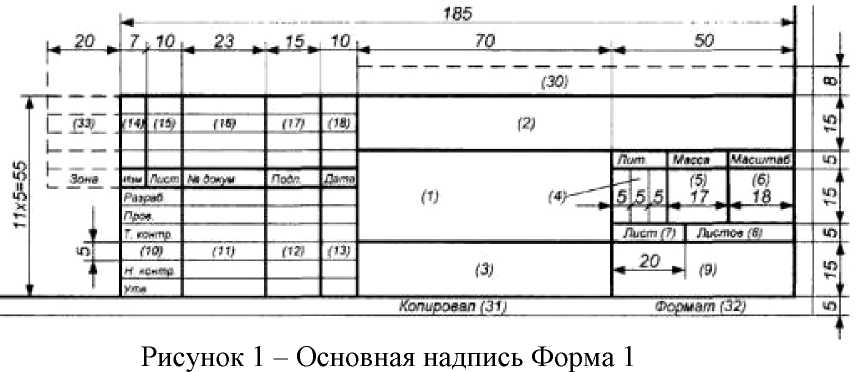 185
20 7 10 23 15 10 70 50
(30) 8
(33) (14) (15) (16) (17) (18) (2) 15
Лит. Масса Масштаб 5
Зона Изм Лист № докум Подп. Дата (1) (4) 5 5 5 (5) 17 (6) 18 15
11x5=55
Разраб
Пров.
Т. контр. Лист (7) Листов (8) 5
5 (10) (11) (12) (13) (3) 20 (9) 15
Н. контр.
Утв
Копировал (31) Формат (32) 5
Рисунок 1 – Основная надпись Форма 1